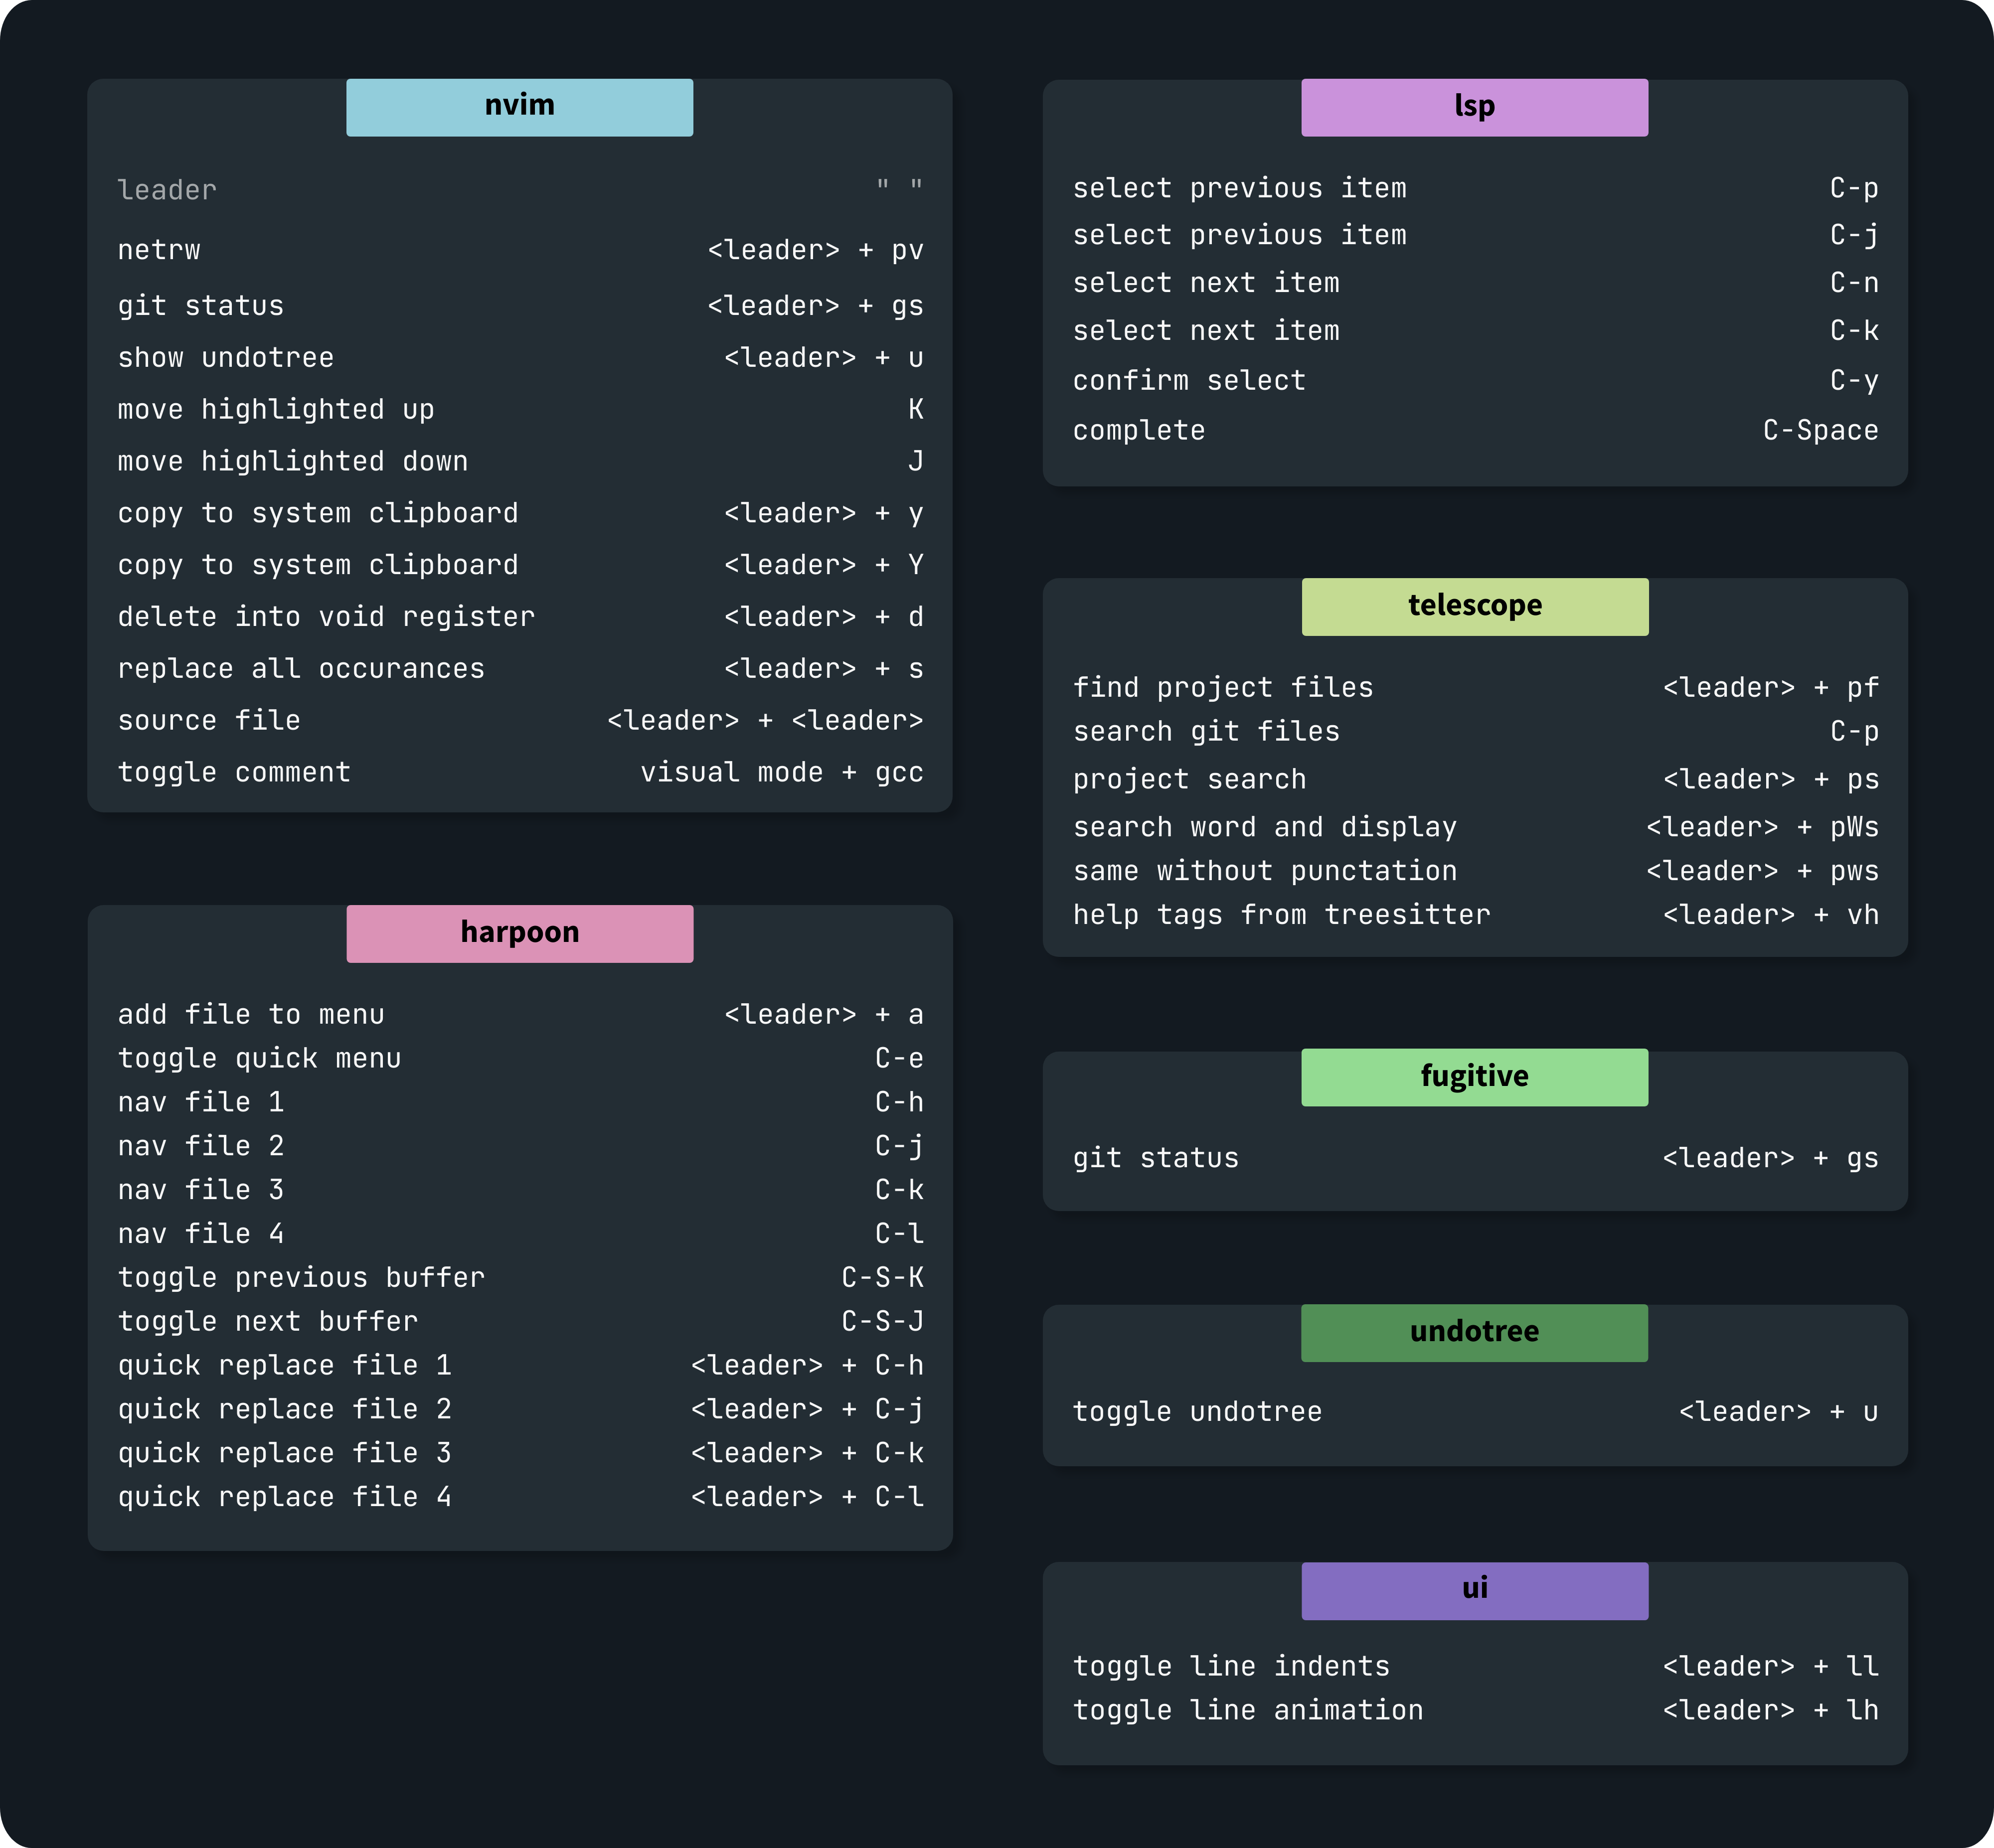 nvim
leader " "
netrw <leader> + pv
git status <leader> + gs
show undotree <leader> + u
move highlighted up K
move highlighted down J
copy to system clipboard <leader> + y
copy to system clipboard <leader> + Y
delete into void register <leader> + d
replace all occurances <leader> + s
source file <leader> + <leader>
toggle comment visual mode + gcc
harpoon
add file to menu <leader> + a
toggle quick menu C-e
nav file 1 C-h
nav file 2 C-j
nav file 3 C-k
nav file 4 C-l
toggle previous buffer C-S-K
toggle next buffer C-S-J
quick replace file 1 <leader> + C-h
quick replace file 2 <leader> + C-j
quick replace file 3 <leader> + C-k
quick replace file 4 <leader> + C-l
lsp
select previous item C-p
select previous item C-j
select next item C-n
select next item C-k
confirm select C-y
complete C-Space
telescope
find project files <leader> + pf
search git files C-p
project search <leader> + ps
search word and display <leader> + pWs
same without punctation <leader> + pws
help tags from treesitter <leader> + vh
fugitive
git status <leader> + gs
undotree
toggle undotree <leader> + u
ui
toggle line indents <leader> + ll
toggle line animation <leader> + lh